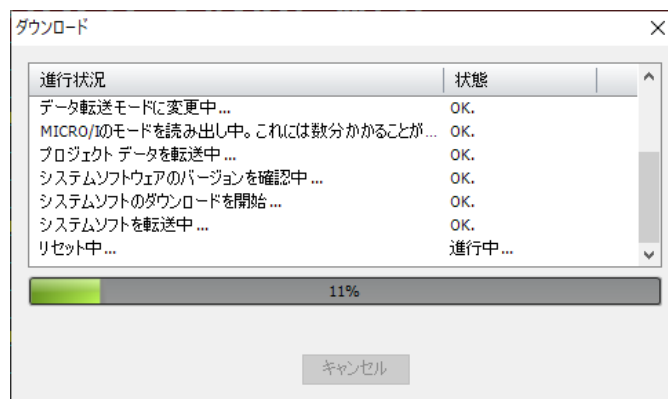 ダウンロード
進行状況 状態
データ転送モードに変更中... OK.
MICRO/Iのモードを読み出し中。これには数分かかることが... OK.
プロジェクト データを転送中... OK.
システムソフトウェアのバージョンを確認中... OK.
システムソフトのダウンロードを開始... OK.
システムソフトを転送中... OK.
リセット中... 進行中...
11%
キャンセル